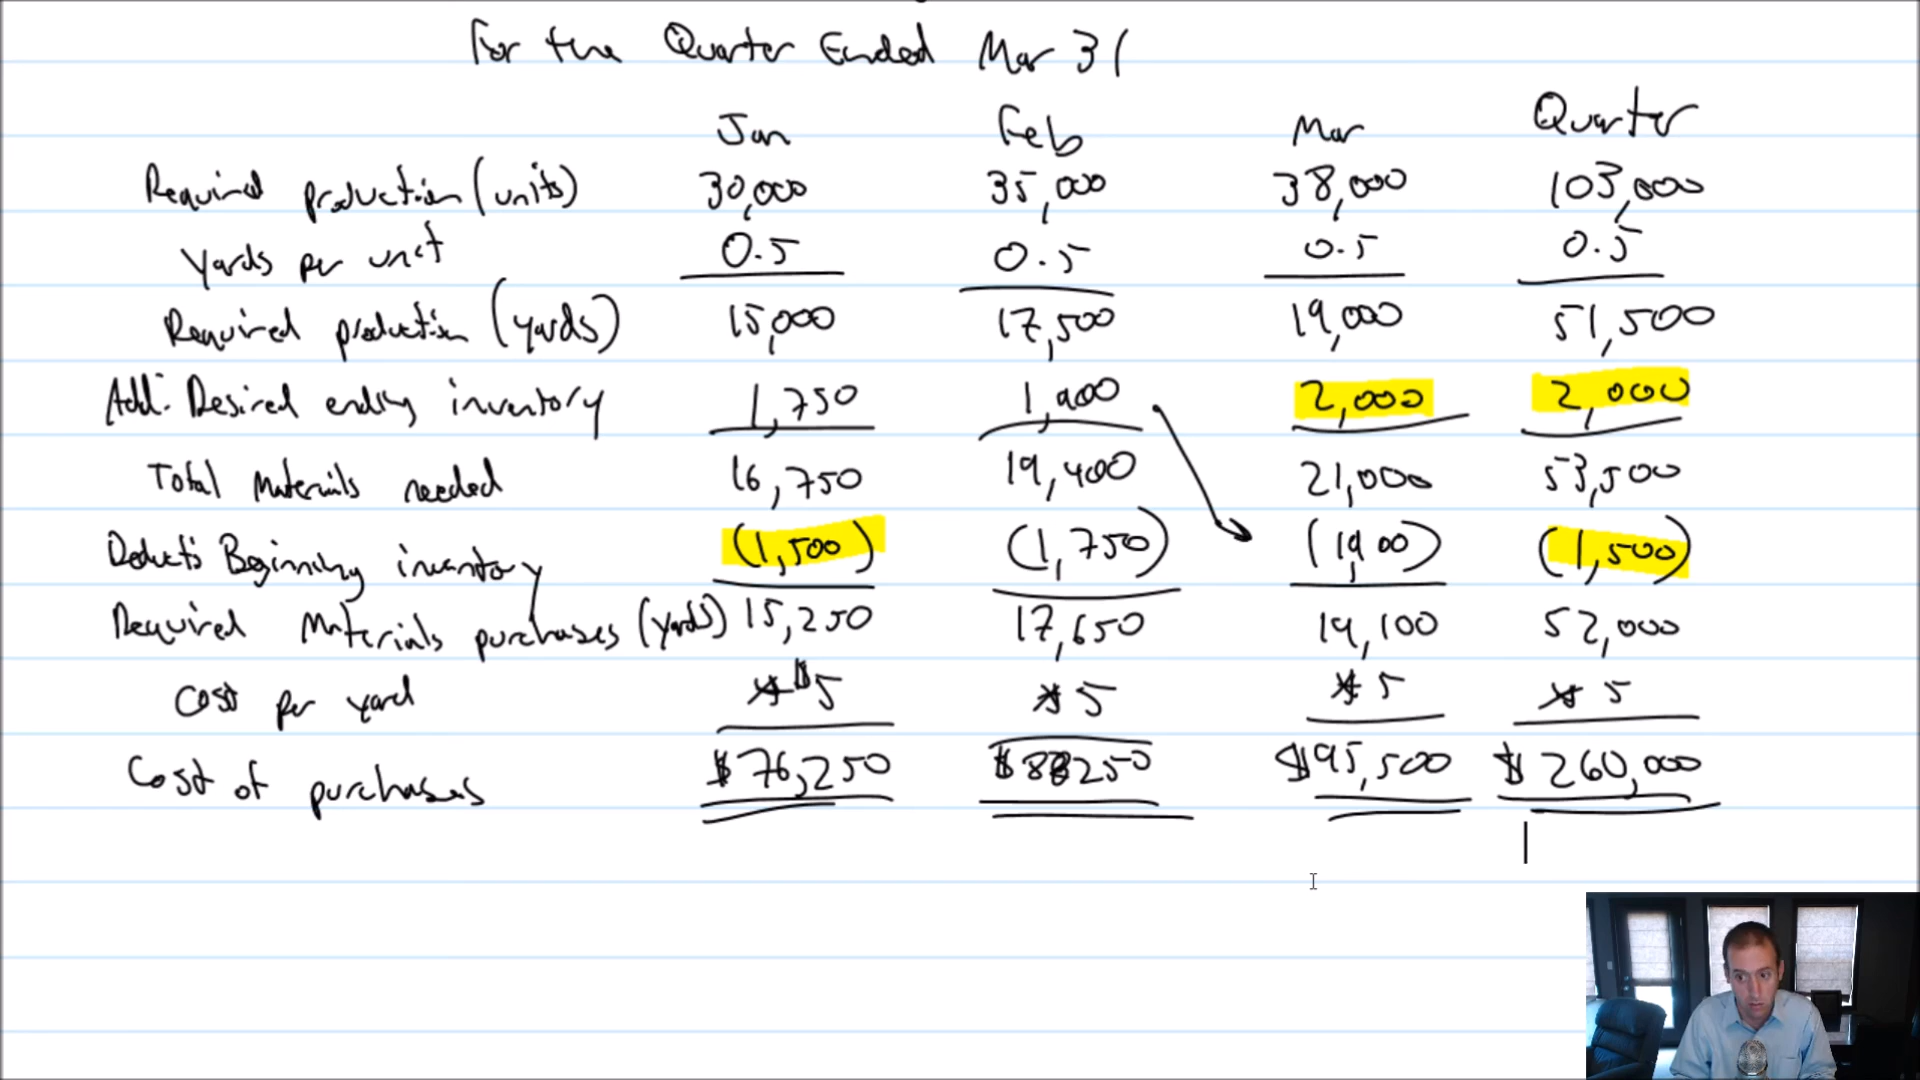 For the Quarter Ended Mar 31
Jan Feb Mar Quarter
Required production (units) 30,000 35,000 38,000 103,000
Yards per unit 0.5 0.5 0.5 0.5
Required production (yards) 15,000 17,500 19,000 51,500
Add: Desired ending inventory 1,750 1,900 2,000 2,000
Total Materials needed 16,750 19,400 21,000 53,500
Deduct: Beginning inventory (1,500) (1,750) (1,900) (1,500)
Required Materials purchases (yards) 15,250 17,650 19,100 52,000
Cost per yard × $5 × 5 × 5 × 5
Cost of purchases $76,250 $88250 $95,500 $260,000